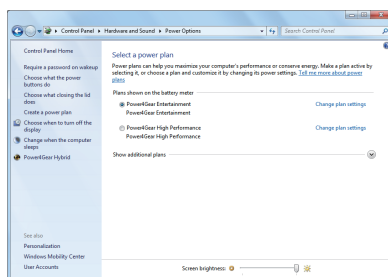 Control Panel ▸ Hardware and Sound ▸ Power Options
Search Control Panel
Control Panel Home
Require a password on wakeup
Choose what the power
buttons do
Choose what closing the lid
does
Create a power plan
Choose when to turn off the
display
Change when the computer
sleeps
Power4Gear Hybrid
See also
Personalization
Windows Mobility Center
User Accounts
Select a power plan
Power plans can help you maximize your computer's performance or conserve energy. Make a plan active by
selecting it, or choose a plan and customize it by changing its power settings. Tell me more about power
plans
Plans shown on the battery meter
Power4Gear Entertainment Change plan settings
Power4Gear Entertainment
Power4Gear High Performance Change plan settings
Power4Gear High Performance
Show additional plans
Screen brightness: